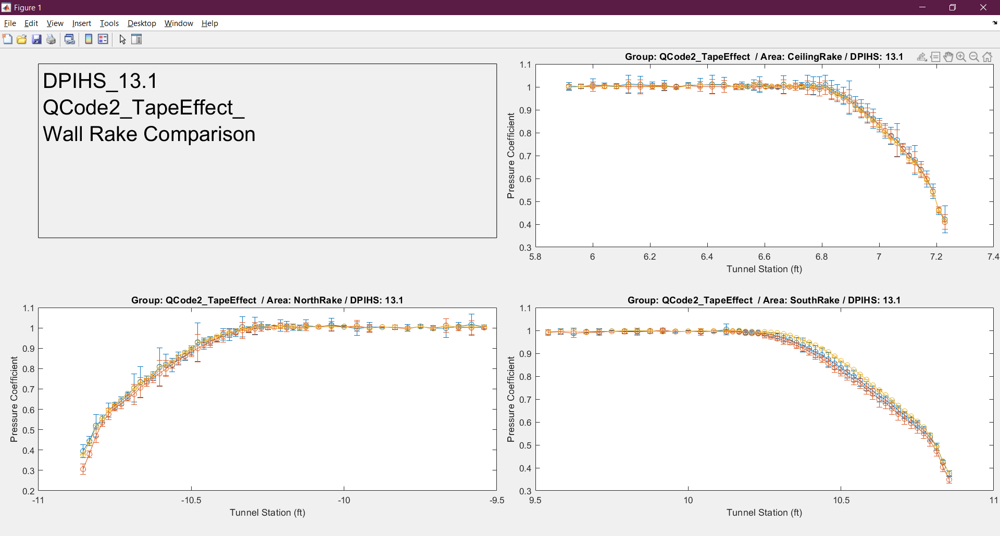 Figure 1
File Edit View Insert Tools Desktop Window Help
DPIHS_13.1
QCode2_TapeEffect_
Wall Rake Comparison
Group: QCode2_TapeEffect / Area: CeilingRake / DPIHS: 13.1
1.1
1
0.9
0.8
0.7
0.6
0.5
0.4
0.3
Pressure Coefficient
5.8 6 6.2 6.4 6.6 6.8 7 7.2 7.4
Tunnel Station (ft)
Group: QCode2_TapeEffect / Area: NorthRake / DPIHS: 13.1
1.1
1
0.9
0.8
0.7
0.6
0.5
0.4
0.3
0.2
Pressure Coefficient
-11 -10.5 -10 -9.5
Tunnel Station (ft)
Group: QCode2_TapeEffect / Area: SouthRake / DPIHS: 13.1
1.1
1
0.9
0.8
0.7
0.6
0.5
0.4
0.3
Pressure Coefficient
9.5 10 10.5 11
Tunnel Station (ft)